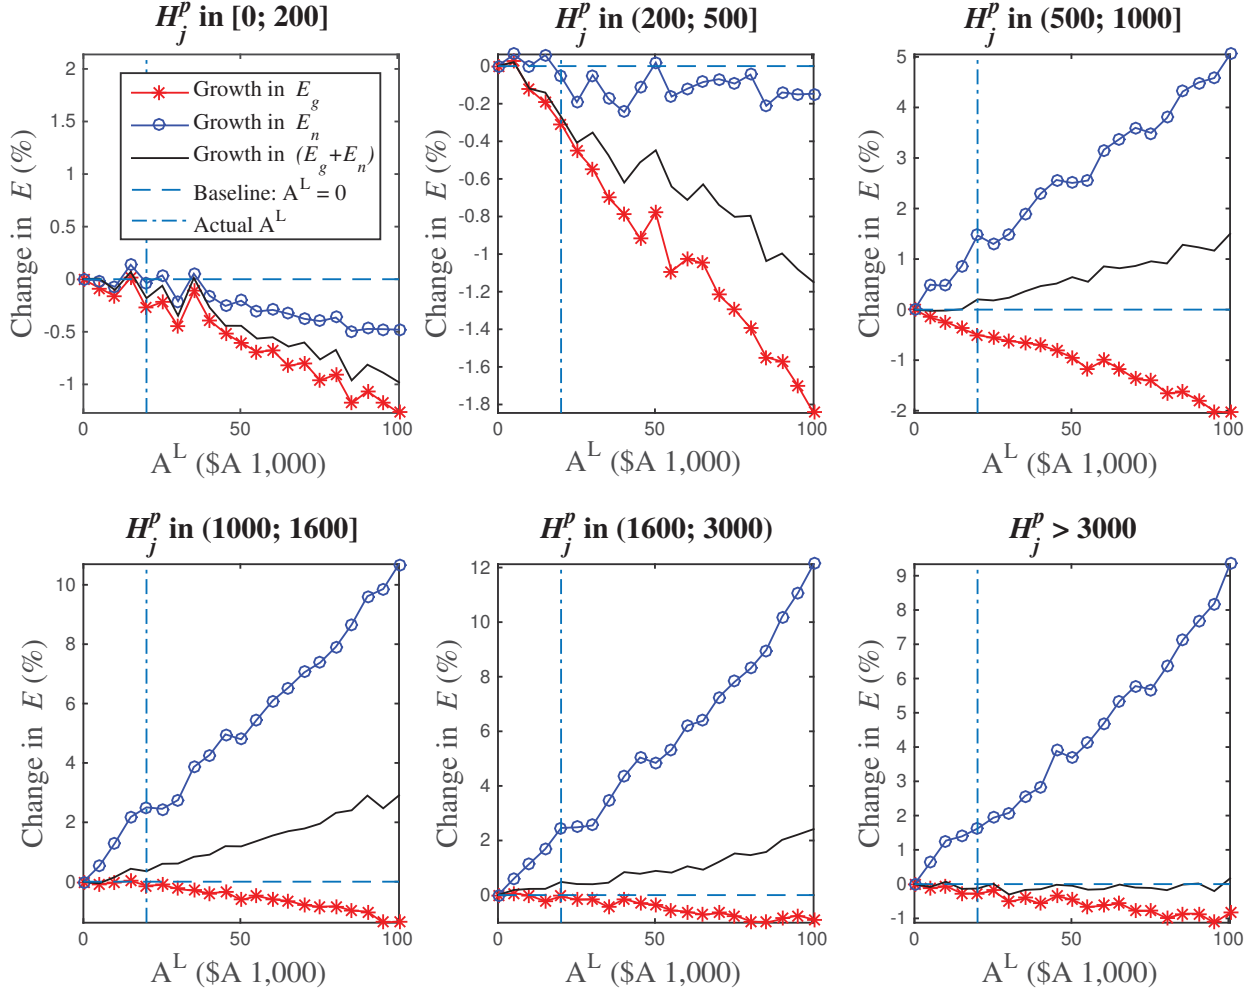 H_j^p in [0; 200]
2
1.5
1
0.5
0
-0.5
-1
Change in E (%)
Growth in E_g
Growth in E_n
Growth in (E_g+E_n)
Baseline: A^L = 0
Actual A^L
0
50
100
A^L ($A 1,000)
H_j^p in (200; 500]
0
-0.2
-0.4
-0.6
-0.8
-1
-1.2
-1.4
-1.6
-1.8
Change in E (%)
0
50
100
A^L ($A 1,000)
H_j^p in (500; 1000]
5
4
3
2
1
0
-1
-2
Change in E (%)
0
50
100
A^L ($A 1,000)
H_j^p in (1000; 1600]
10
8
6
4
2
0
Change in E (%)
0
50
100
A^L ($A 1,000)
H_j^p in (1600; 3000)
12
10
8
6
4
2
0
Change in E (%)
0
50
100
A^L ($A 1,000)
H_j^p > 3000
9
8
7
6
5
4
3
2
1
0
-1
Change in E (%)
0
50
100
A^L ($A 1,000)